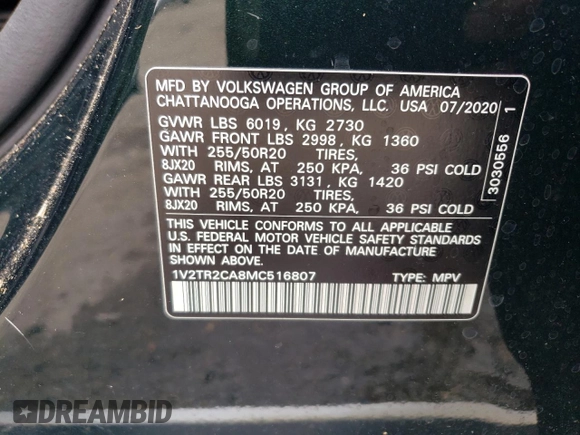 MFD BY VOLKSWAGEN GROUP OF AMERICA
CHATTANOOGA OPERATIONS, LLC. USA 07/2020
GVWR LBS 6019, KG 2730
GAWR FRONT LBS 2998, KG 1360
WITH 255/50R20 TIRES,
8JX20 RIMS, AT 250 KPA, 36 PSI COLD
GAWR REAR LBS 3131, KG 1420
WITH 255/50R20 TIRES,
8JX20 RIMS, AT 250 KPA, 36 PSI COLD
THIS VEHICLE CONFORMS TO ALL APPLICABLE
U.S. FEDERAL MOTOR VEHICLE SAFETY STANDARDS
IN EFFECT ON THE DATE OF MANUFACTURE
SHOWN ABOVE.
1V2TR2CA8MC516807 TYPE: MPV
3030556 1
DREAMBID